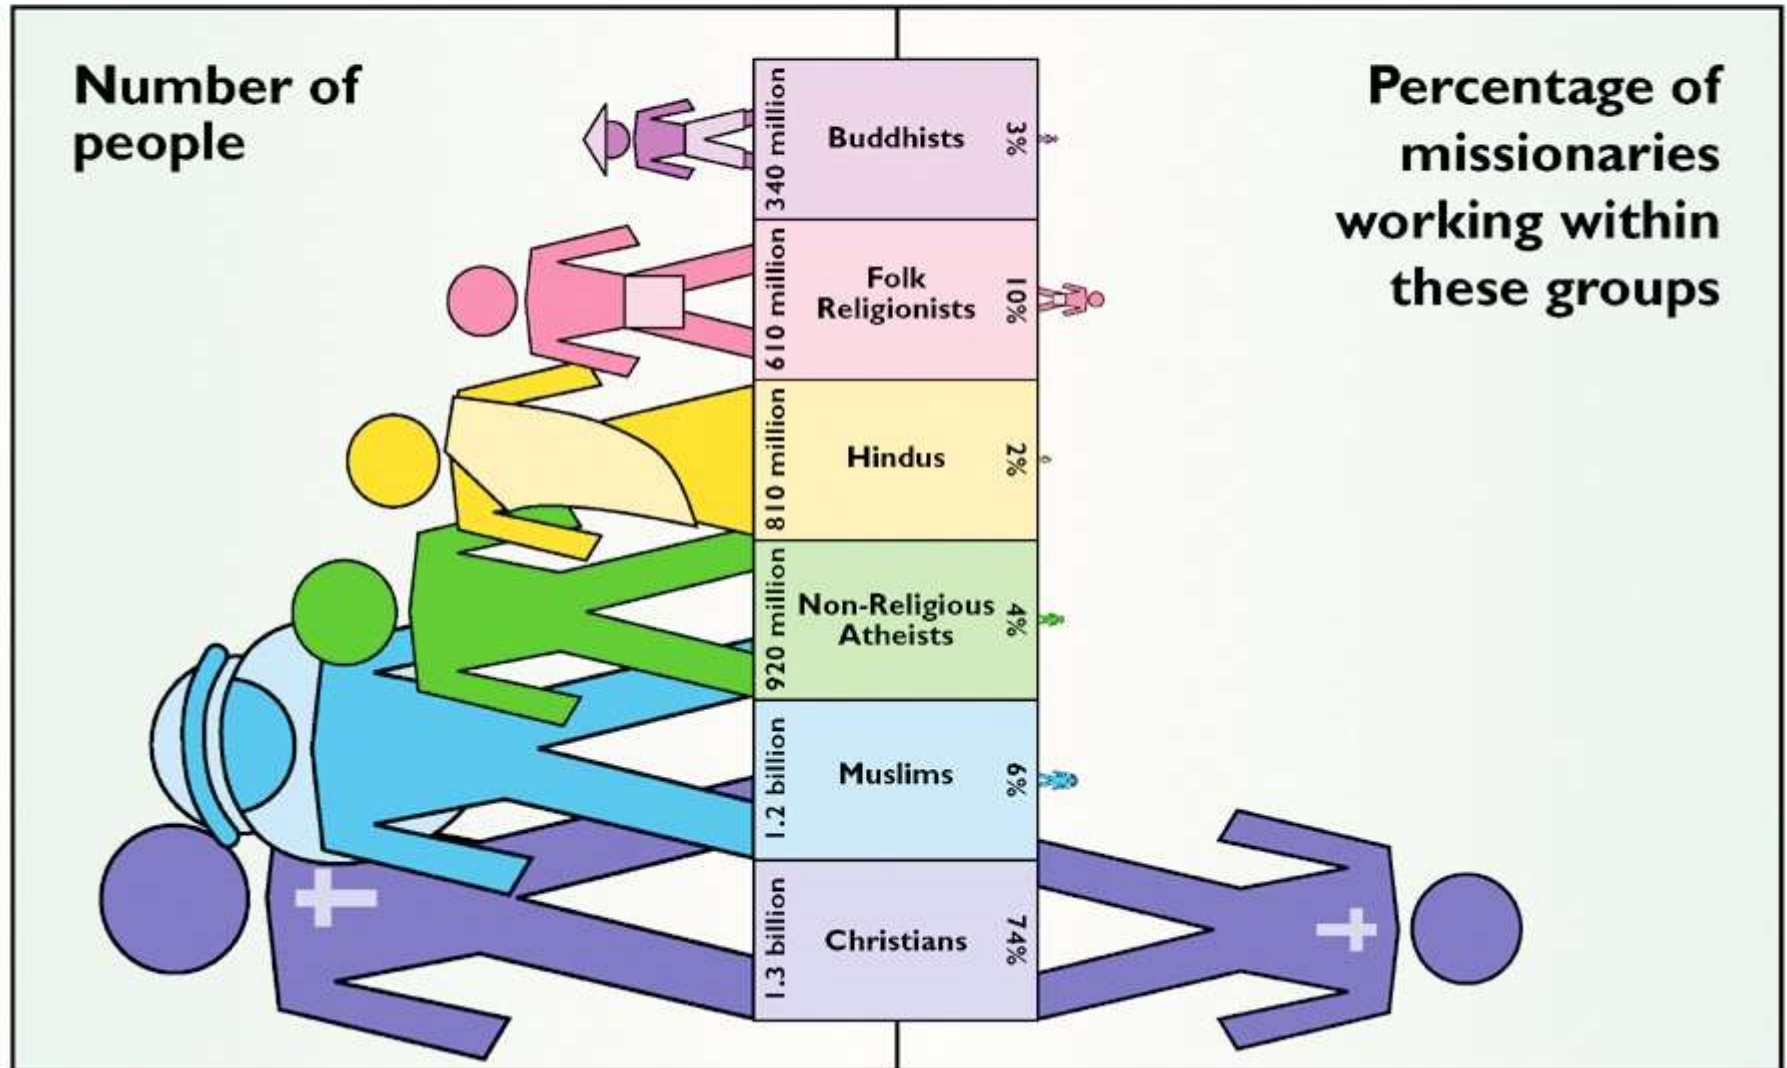 Number of
people
Percentage of
missionaries
working within
these groups
340 million
Buddhists
3%
610 million
Folk
Religionists
10%
810 million
Hindus
2%
920 million
Non-Religious
Atheists
4%
1.2 billion
Muslims
6%
1.3 billion
Christians
74%